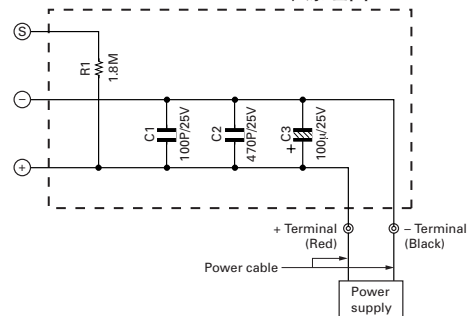 S
R1
1.8M
−
C1
100P/25V
C2
470P/25V
+
C3
100μ/25V
+
+ Terminal
(Red)
− Terminal
(Black)
Power cable
Power
supply